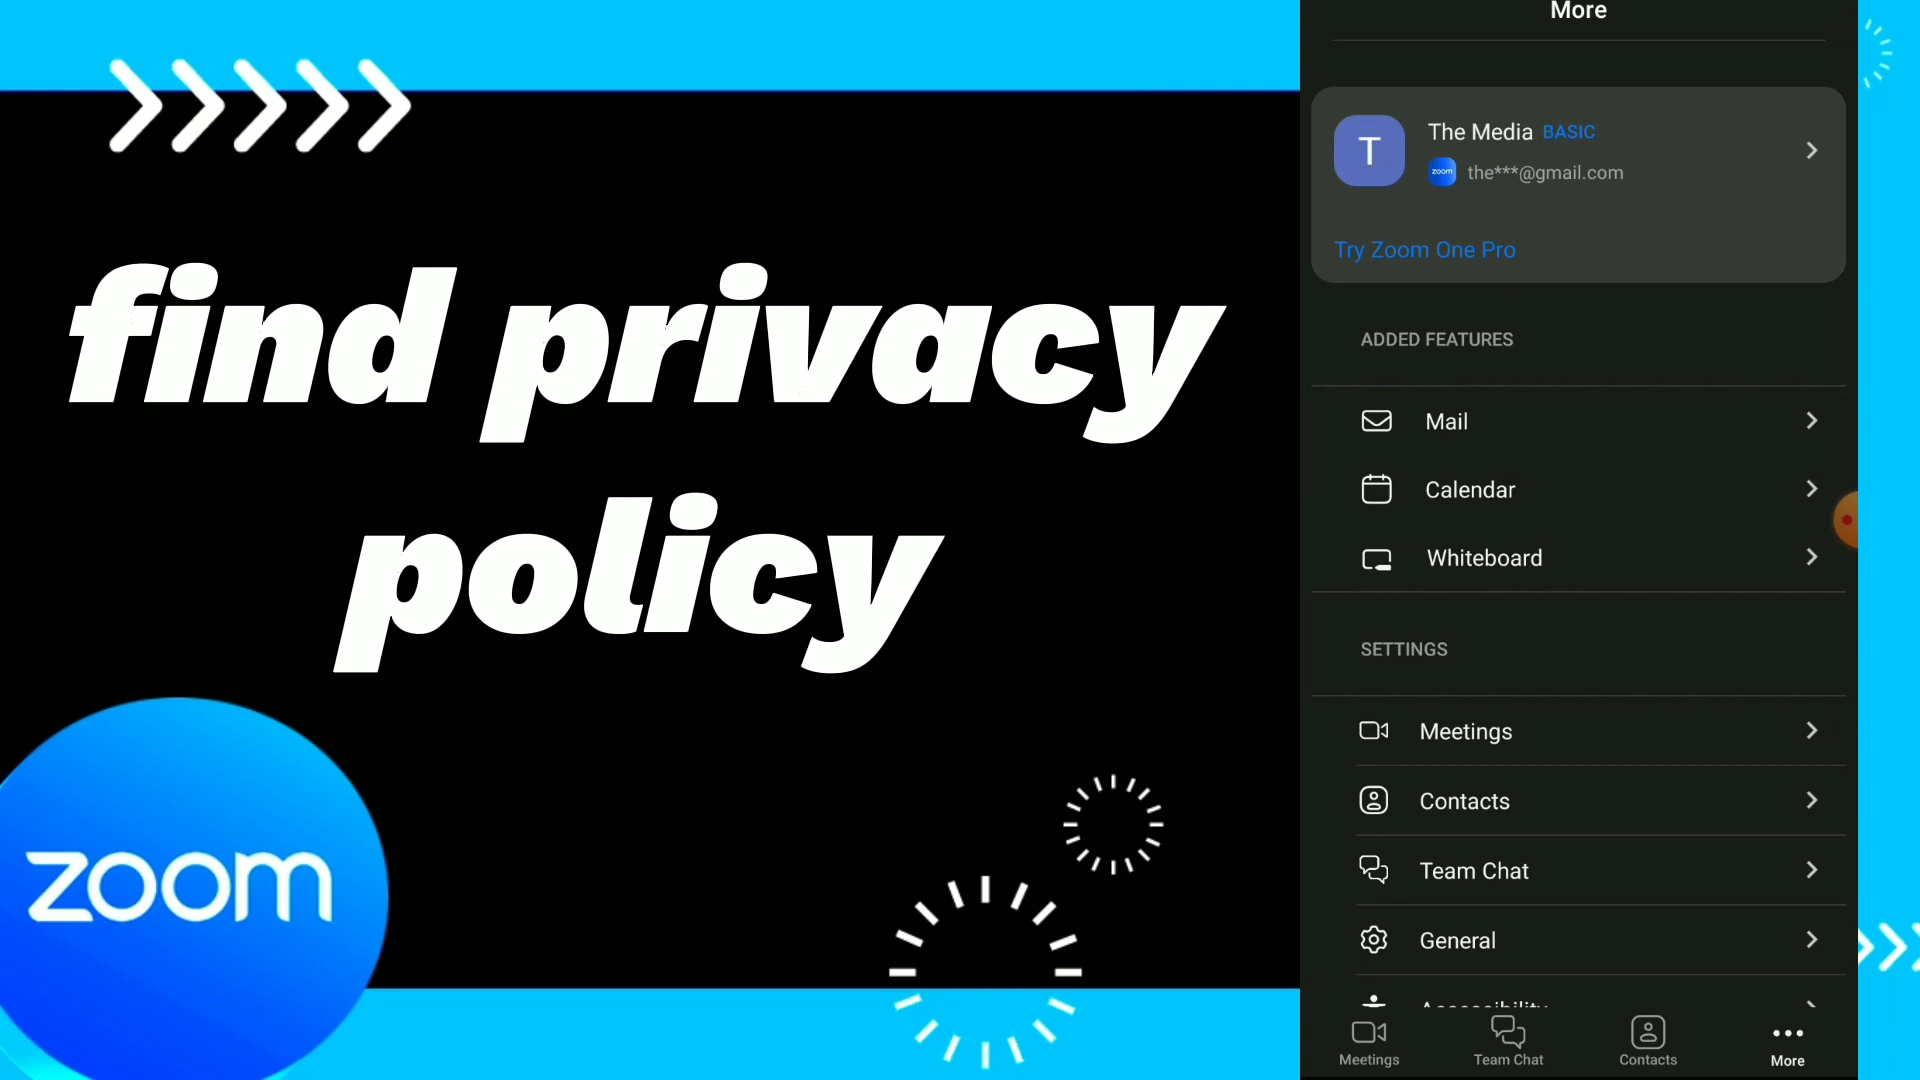 find privacy
policy
zoom
More
T
The Media BASIC
zoom the***@gmail.com
Try Zoom One Pro
ADDED FEATURES
Mail
Calendar
Whiteboard
SETTINGS
Meetings
Contacts
Team Chat
General
Accessibility
Meetings
Team Chat
Contacts
More